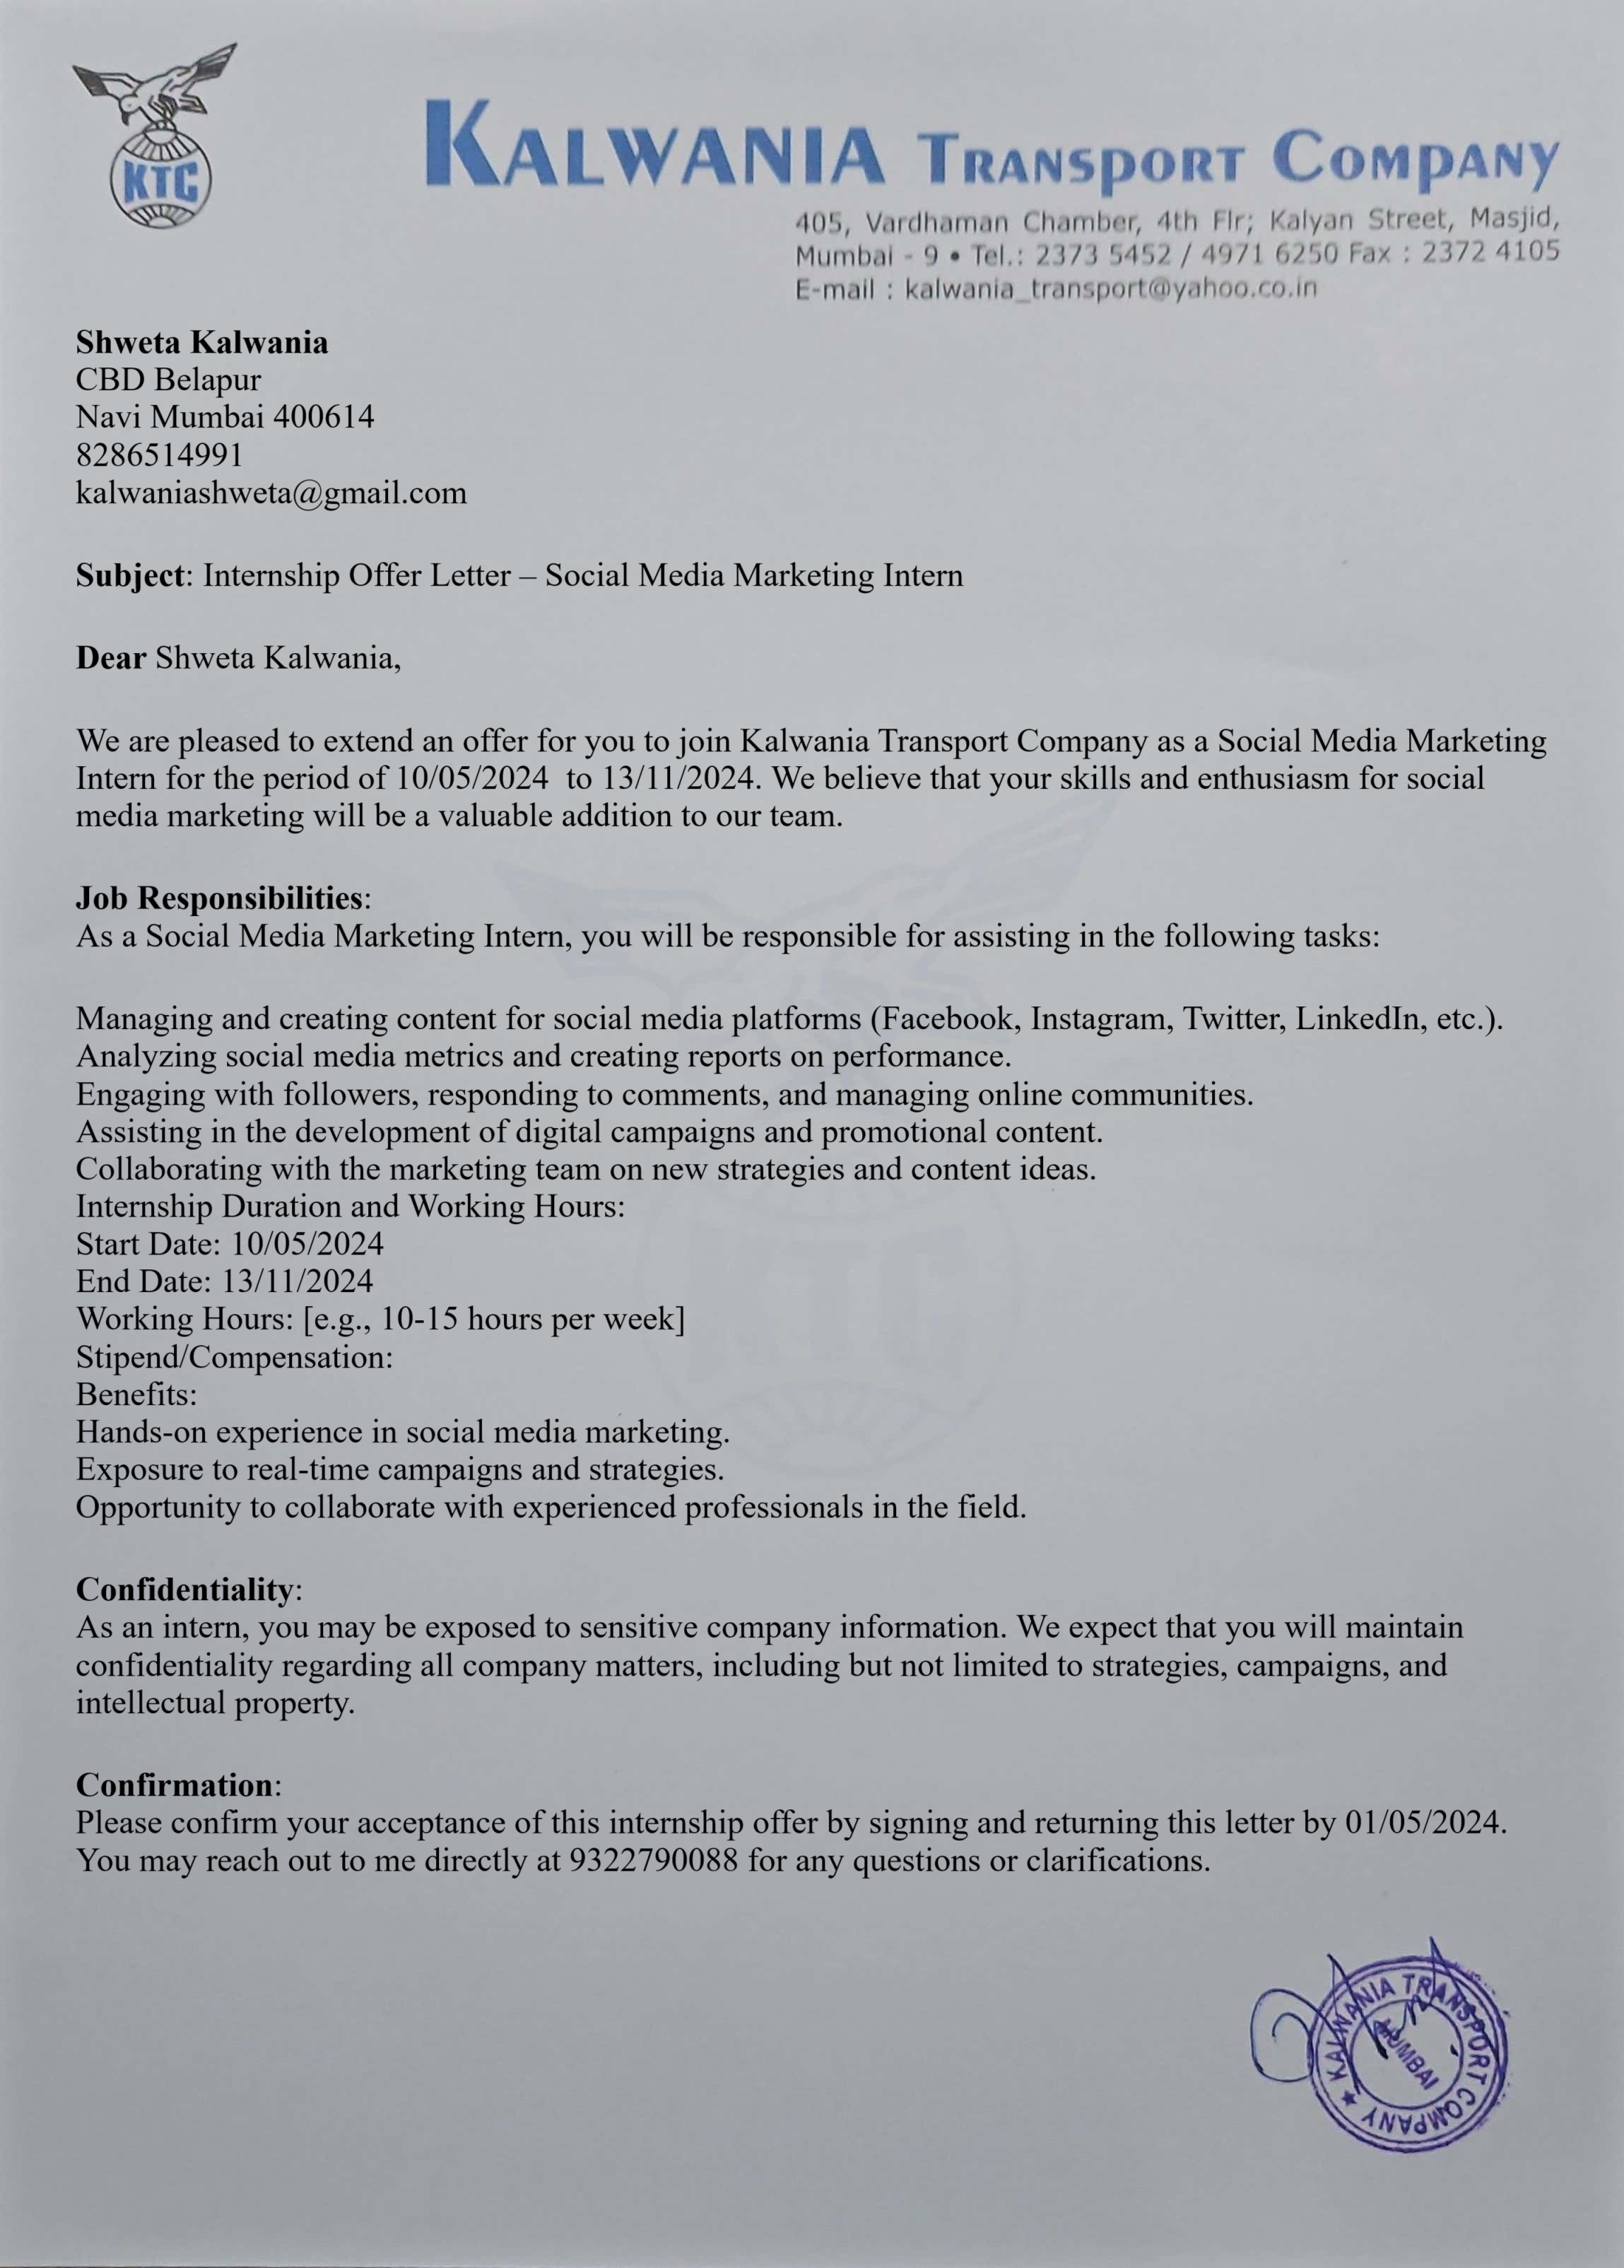 KTC
KALWANIA TRANSPORT COMPANY
405, Vardhaman Chamber, 4th Flr; Kalyan Street, Masjid,
Mumbai - 9 • Tel.: 2373 5452 / 4971 6250 Fax : 2372 4105
E-mail : kalwania_transport@yahoo.co.in
Shweta Kalwania
CBD Belapur
Navi Mumbai 400614
8286514991
kalwaniashweta@gmail.com
Subject: Internship Offer Letter – Social Media Marketing Intern
Dear Shweta Kalwania,
We are pleased to extend an offer for you to join Kalwania Transport Company as a Social Media Marketing
Intern for the period of 10/05/2024  to 13/11/2024. We believe that your skills and enthusiasm for social
media marketing will be a valuable addition to our team.
Job Responsibilities:
As a Social Media Marketing Intern, you will be responsible for assisting in the following tasks:
Managing and creating content for social media platforms (Facebook, Instagram, Twitter, LinkedIn, etc.).
Analyzing social media metrics and creating reports on performance.
Engaging with followers, responding to comments, and managing online communities.
Assisting in the development of digital campaigns and promotional content.
Collaborating with the marketing team on new strategies and content ideas.
Internship Duration and Working Hours:
Start Date: 10/05/2024
End Date: 13/11/2024
Working Hours: [e.g., 10-15 hours per week]
Stipend/Compensation:
Benefits:
Hands-on experience in social media marketing.
Exposure to real-time campaigns and strategies.
Opportunity to collaborate with experienced professionals in the field.
Confidentiality:
As an intern, you may be exposed to sensitive company information. We expect that you will maintain
confidentiality regarding all company matters, including but not limited to strategies, campaigns, and
intellectual property.
Confirmation:
Please confirm your acceptance of this internship offer by signing and returning this letter by 01/05/2024.
You may reach out to me directly at 9322790088 for any questions or clarifications.
KALWANIA TRANSPORT COMPANY
MUMBAI
KTC